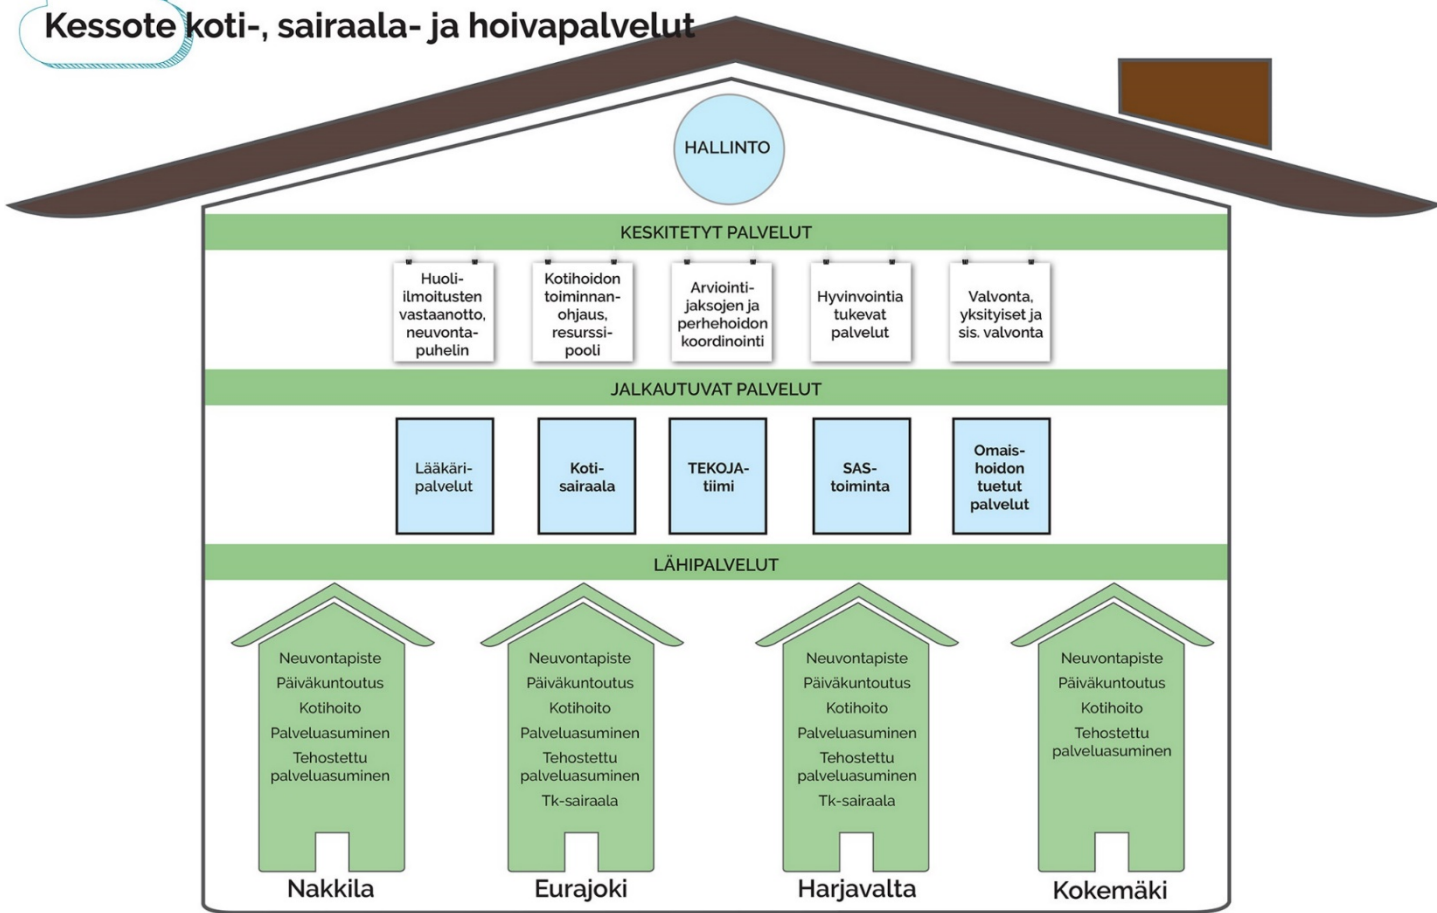 Kessote koti-, sairaala- ja hoivapalvelut
HALLINTO
KESKITETYT PALVELUT
Huoli-
ilmoitusten
vastaanotto,
neuvonta-
puhelin
Kotihoidon
toiminnan-
ohjaus,
resurssi-
pooli
Arviointi-
jaksojen ja
perhehoidon
koordinointi
Hyvinvointia
tukevat
palvelut
Valvonta,
yksityiset ja
sis. valvonta
JALKAUTUVAT PALVELUT
Lääkäri-
palvelut
Koti-
sairaala
TEKOJA-
tiimi
SAS-
toiminta
Omais-
hoidon
tuetut
palvelut
LÄHIPALVELUT
Neuvontapiste
Päiväkuntoutus
Kotihoito
Palveluasuminen
Tehostettu
palveluasuminen
Nakkila
Neuvontapiste
Päiväkuntoutus
Kotihoito
Palveluasuminen
Tehostettu
palveluasuminen
Tk-sairaala
Eurajoki
Neuvontapiste
Päiväkuntoutus
Kotihoito
Palveluasuminen
Tehostettu
palveluasuminen
Tk-sairaala
Harjavalta
Neuvontapiste
Päiväkuntoutus
Kotihoito
Tehostettu
palveluasuminen
Kokemäki